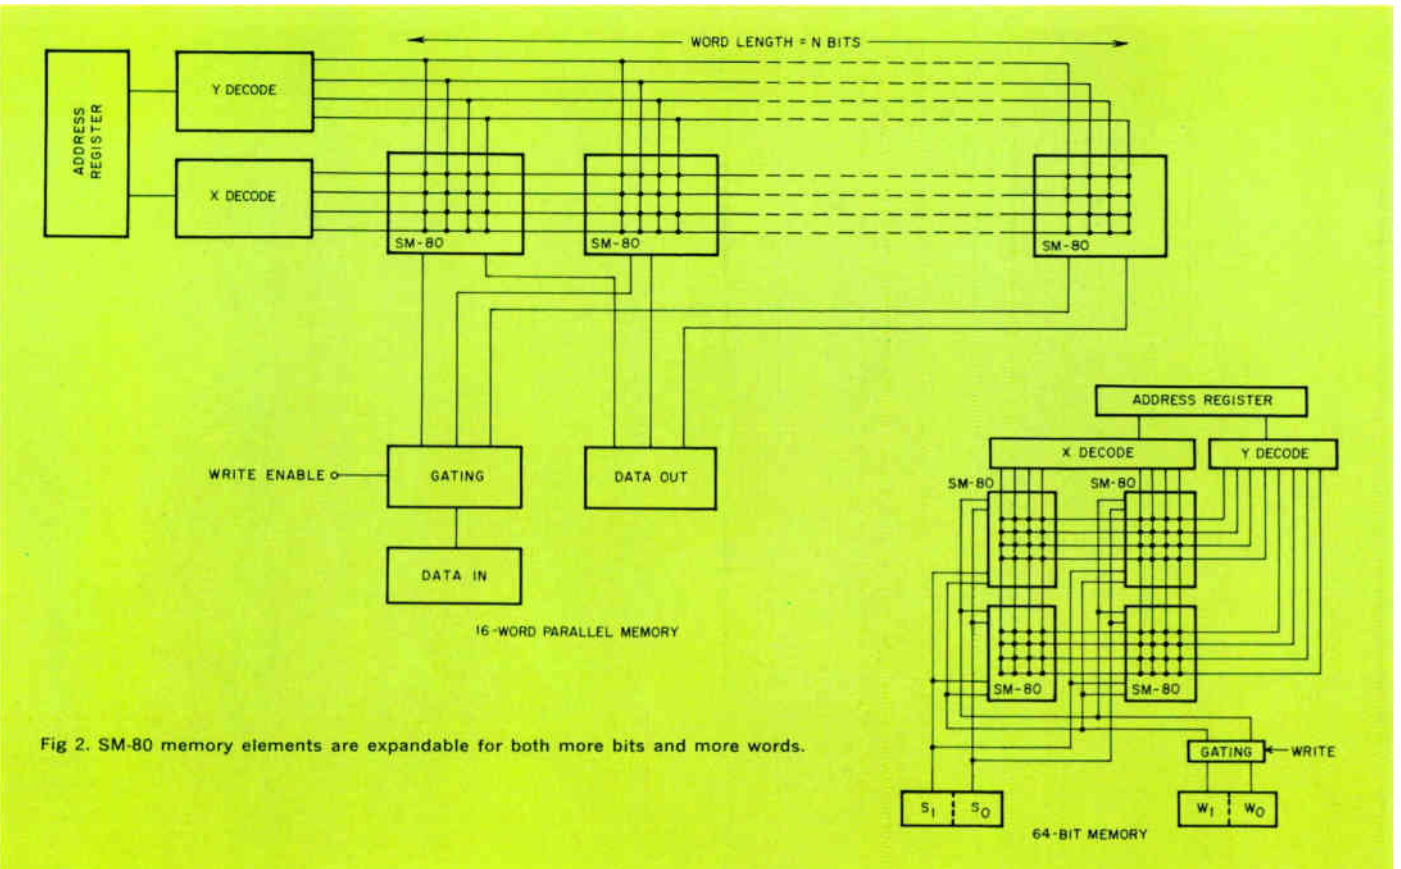 WORD LENGTH = N BITS
ADDRESS
REGISTER
Y DECODE
X DECODE
SM-80
SM-80
SM-80
WRITE ENABLE
GATING
DATA OUT
DATA IN
16-WORD PARALLEL MEMORY
ADDRESS REGISTER
X DECODE
Y DECODE
SM-80
SM-80
SM-80
SM-80
GATING
WRITE
S1 S0
W1 W0
64-BIT MEMORY
Fig 2. SM-80 memory elements are expandable for both more bits and more words.